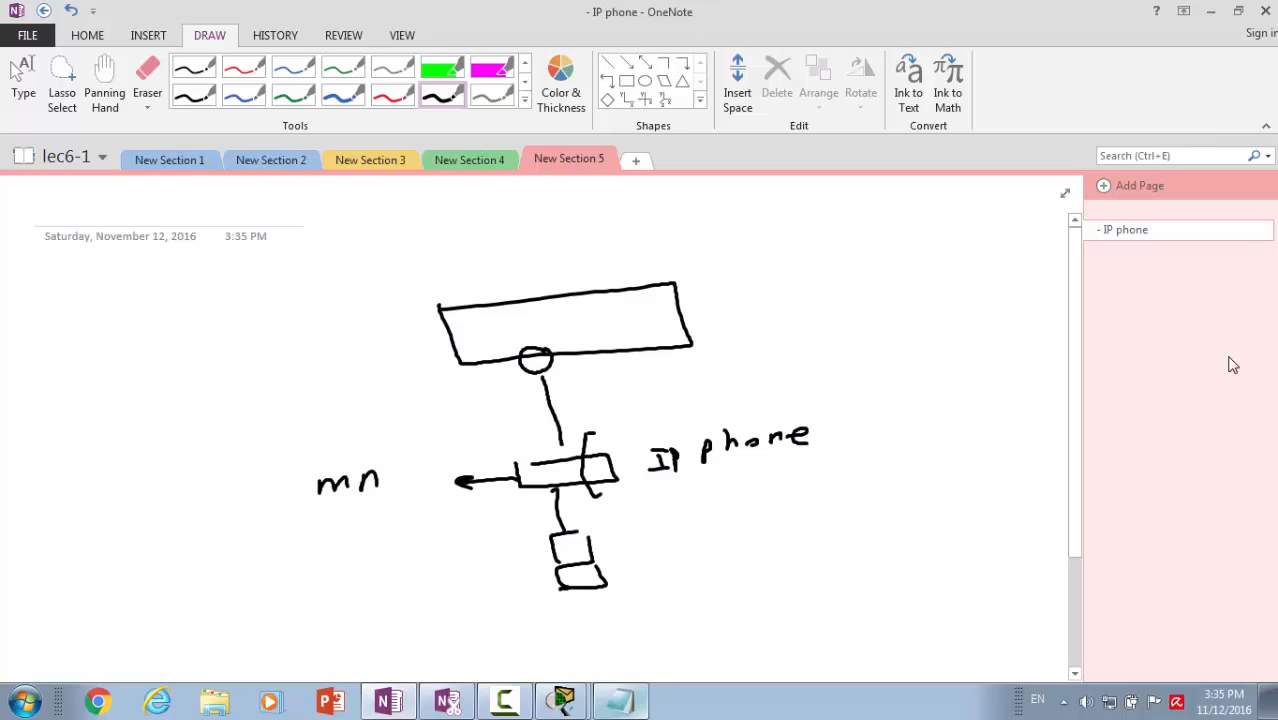 - IP phone - OneNote
Sign in
FILE HOME INSERT DRAW HISTORY REVIEW VIEW
Type
Lasso Select
Panning Hand
Eraser
Color & Thickness
Insert Space
Delete
Arrange
Rotate
Ink to Text
Ink to Math
Tools
Shapes
Edit
Convert
lec6-1
New Section 1
New Section 2
New Section 3
New Section 4
New Section 5
Search (Ctrl+E)
Add Page
- IP phone
Saturday, November 12, 2016 3:35 PM
IP phone
mn
EN
3:35 PM
11/12/2016